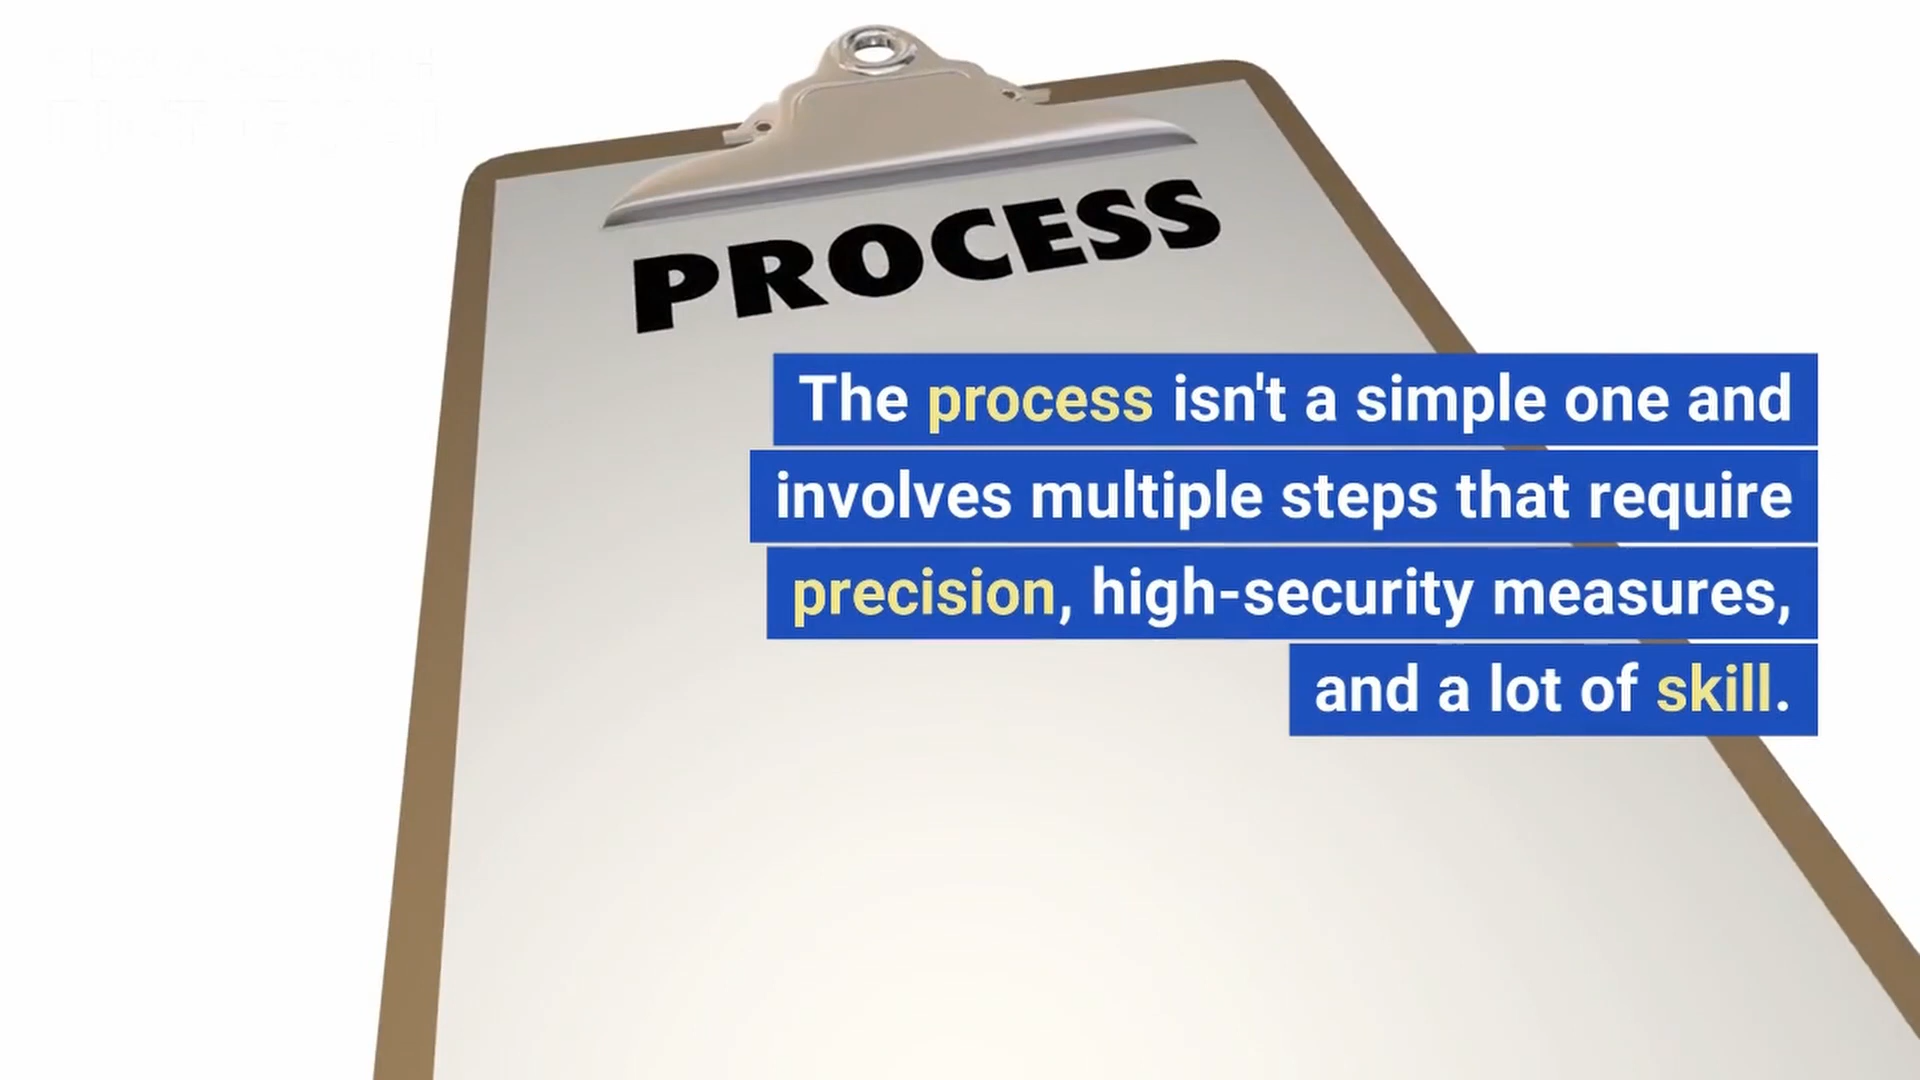 PROCESS
The process isn't a simple one and
involves multiple steps that require
precision, high-security measures,
and a lot of skill.